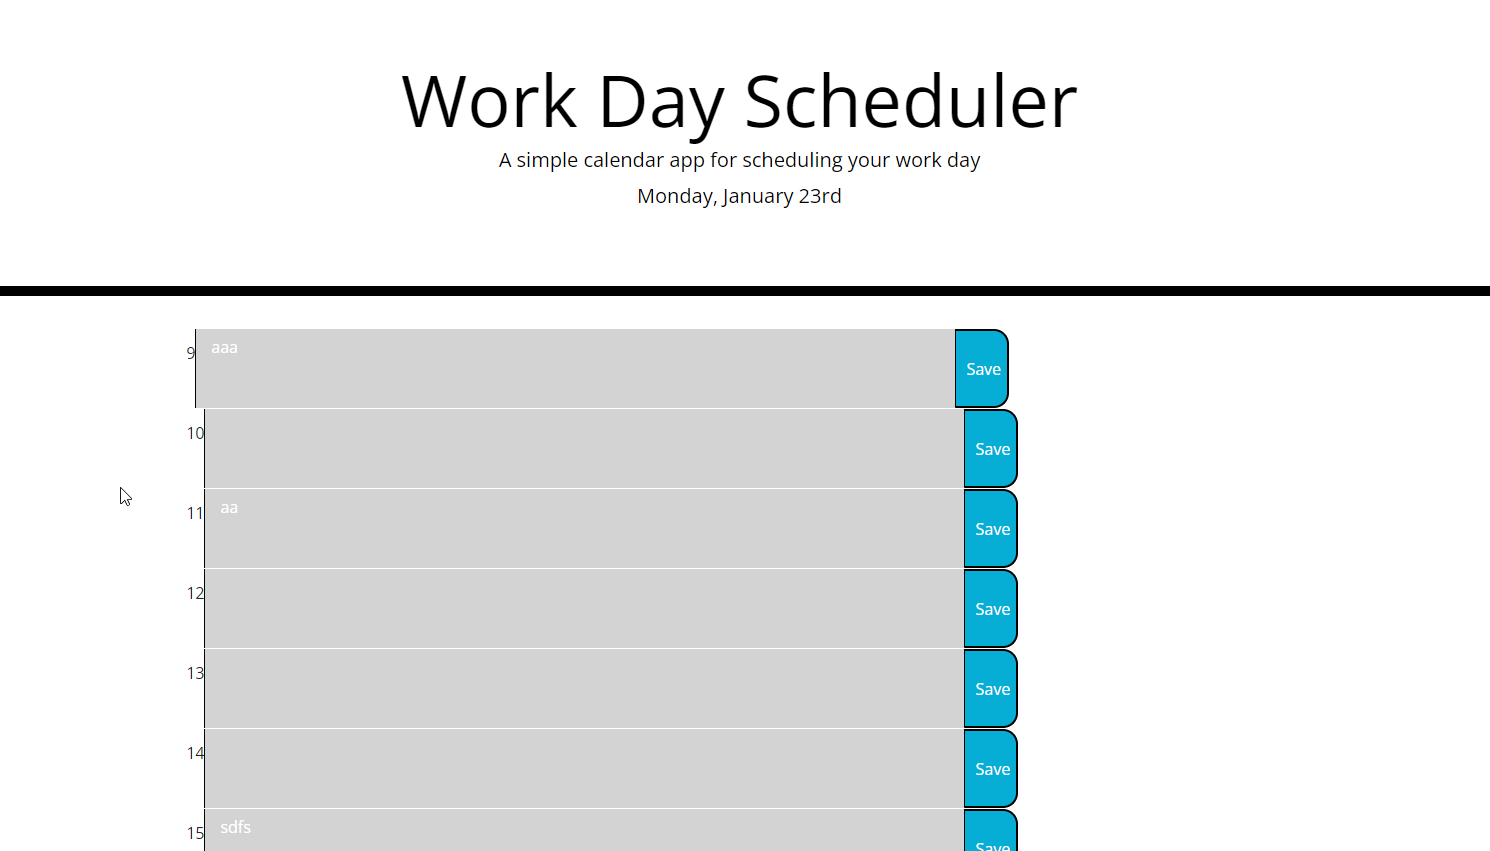 Work Day Scheduler
A simple calendar app for scheduling your work day
Monday, January 23rd
9 aaa Save
10 Save
11 aa Save
12 Save
13 Save
14 Save
15 sdfs Save